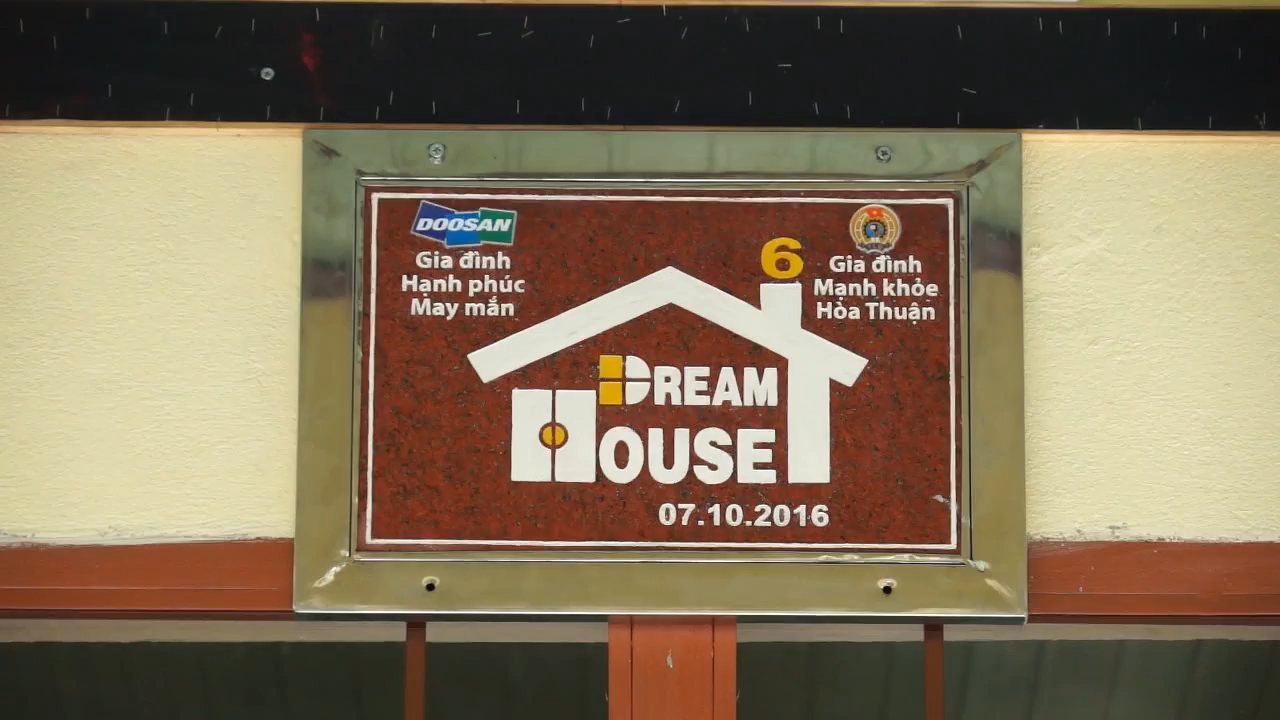 DOOSAN
Gia đình
Hạnh phúc
May mắn
6
Gia đình
Mạnh khỏe
Hòa Thuận
DREAM
HOUSE
07.10.2016